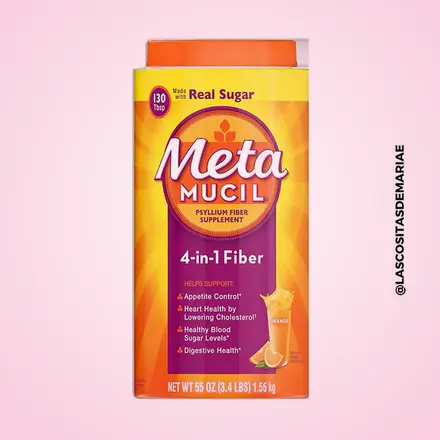 130
Tbsp
Made
with
Real Sugar
Meta
MUCIL
PSYLLIUM FIBER
SUPPLEMENT
4-in-1 Fiber
HELPS SUPPORT:
Appetite Control*
Heart Health by
Lowering Cholesterol†
Healthy Blood
Sugar Levels*
Digestive Health*
ORANGE
NET WT 55 OZ (3.4 LBS) 1.56 kg
@LASCOSITASDEMARIAE